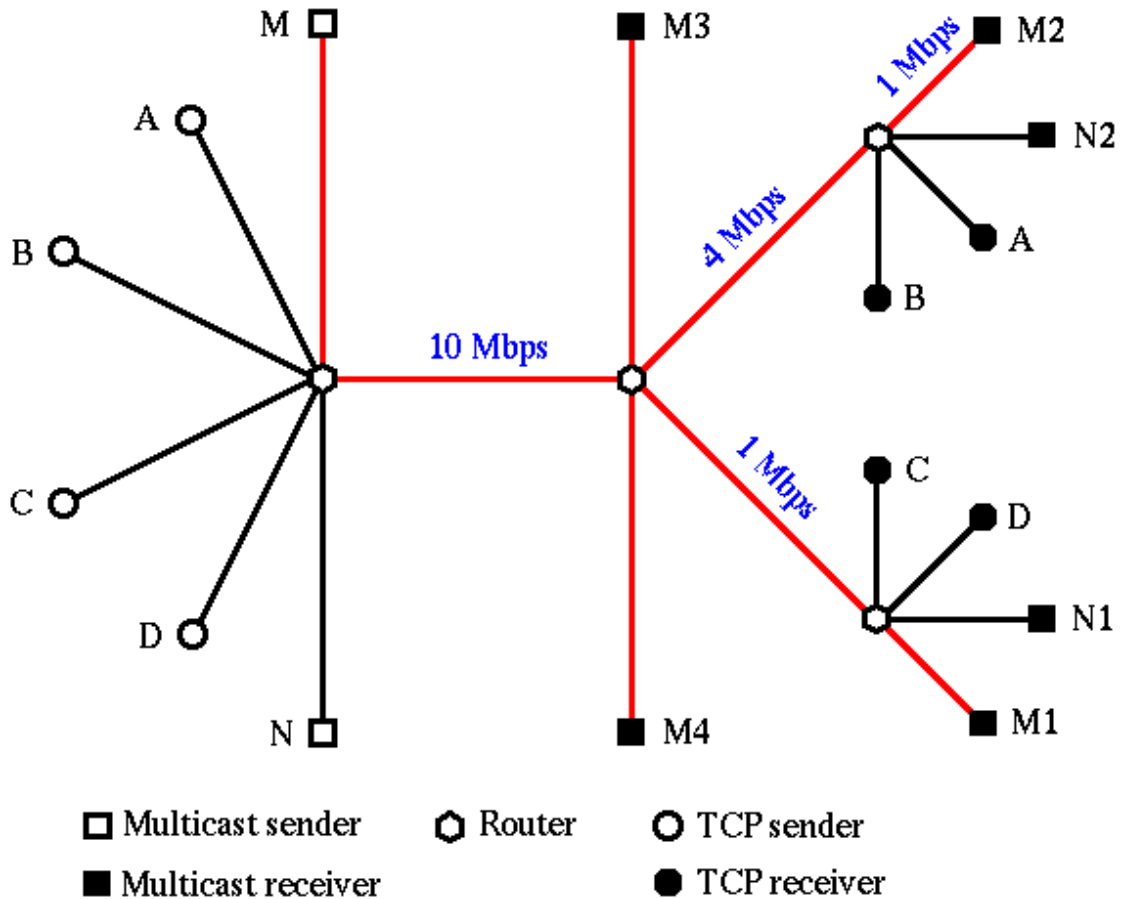 M
M3
1 Mbps
M2
A
N2
B
4 Mbps
A
B
10 Mbps
1 Mbps
C
C
D
D
N1
N
M4
M1
Multicast sender
Router
TCP sender
Multicast receiver
TCP receiver